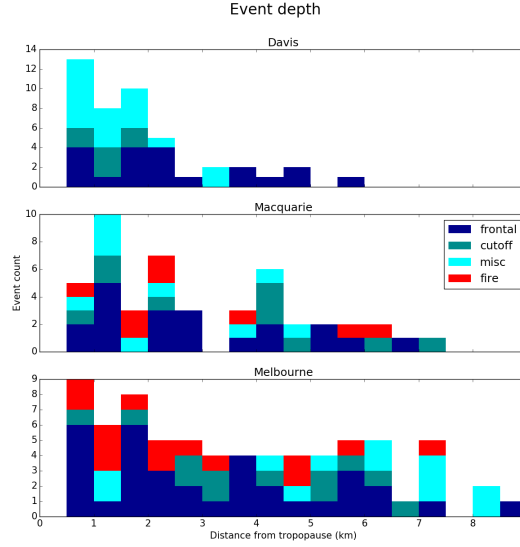 Event depth
Davis
14
12
10
8
6
4
2
0
Macquarie
10
8
6
4
2
0
Event count
frontal
cutoff
misc
fire
Melbourne
9
8
7
6
5
4
3
2
1
0
0 1 2 3 4 5 6 7 8
Distance from tropopause (km)